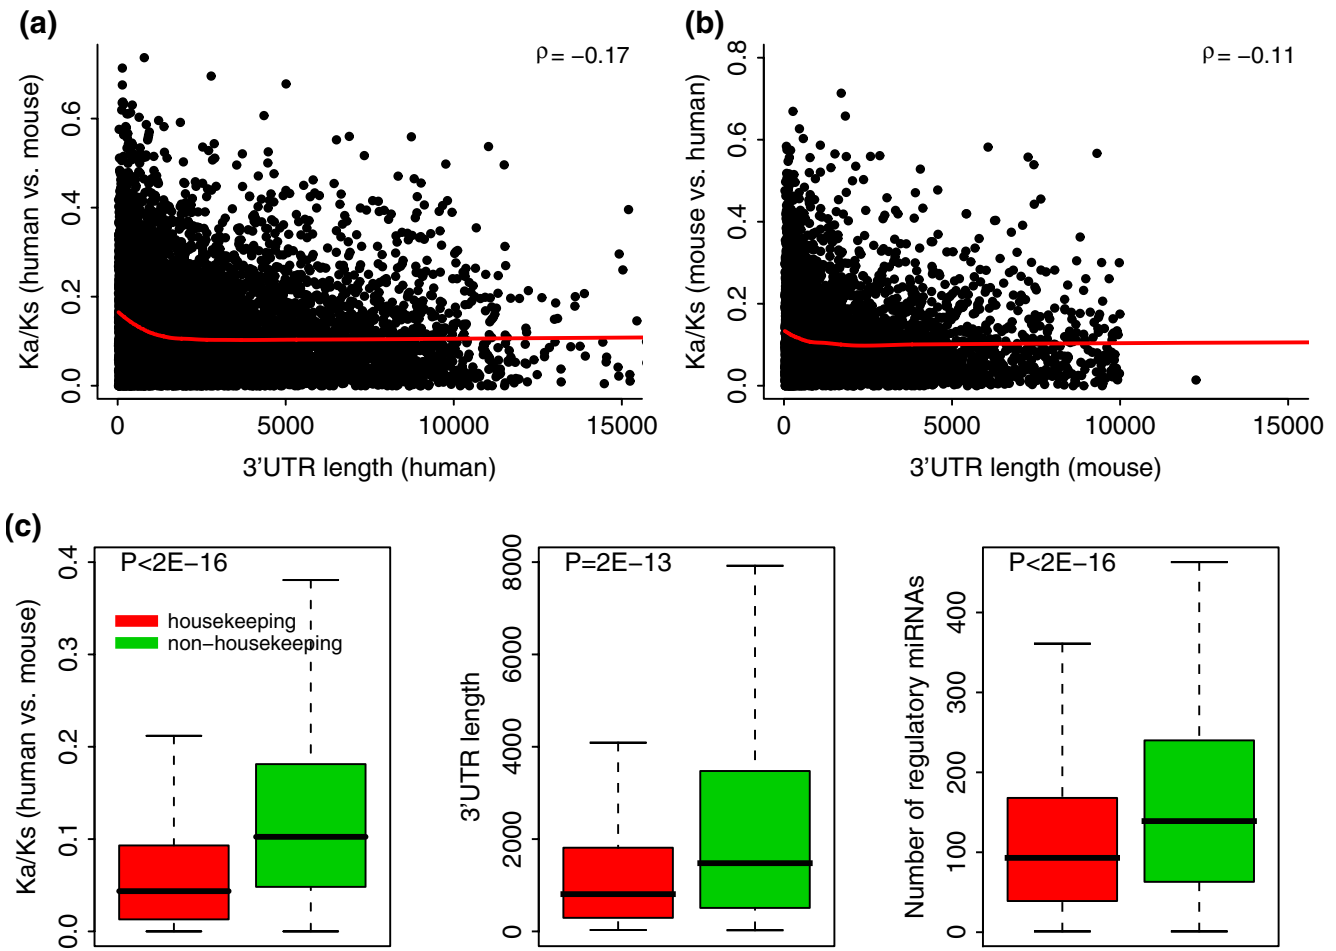 (a)
ρ = −0.17
Ka/Ks (human vs. mouse)
0.0 0.2 0.4 0.6
0 5000 10000 15000
3'UTR length (human)
(b)
ρ = −0.11
Ka/Ks (mouse vs. human)
0.0 0.2 0.4 0.6 0.8
0 5000 10000 15000
3'UTR length (mouse)
(c)
P<2E−16
housekeeping
non−housekeeping
Ka/Ks (human vs. mouse)
0.0 0.1 0.2 0.3 0.4
P=2E−13
3'UTR length
0 2000 4000 6000 8000
P<2E−16
Number of regulatory miRNAs
0 100 200 300 400